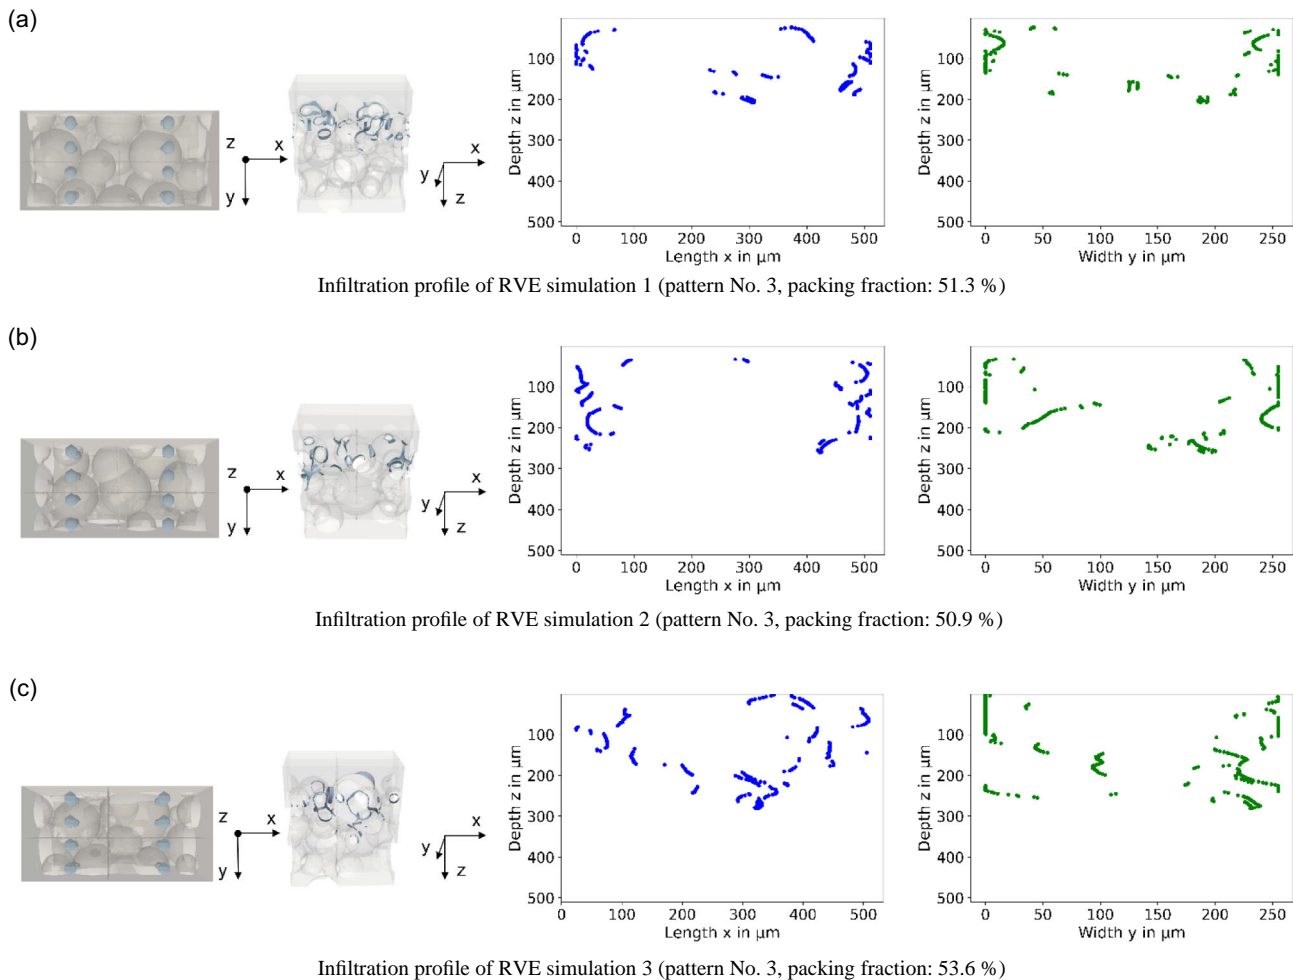 (a)
z
x
y
x
y
z
Depth z in µm
100
200
300
400
500
0 100 200 300 400 500
Length x in µm
Depth z in µm
100
200
300
400
500
0 50 100 150 200 250
Width y in µm
Infiltration profile of RVE simulation 1 (pattern No. 3, packing fraction: 51.3 %)
(b)
z
x
y
x
y
z
Depth z in µm
100
200
300
400
500
0 100 200 300 400 500
Length x in µm
Depth z in µm
100
200
300
400
500
0 50 100 150 200 250
Width y in µm
Infiltration profile of RVE simulation 2 (pattern No. 3, packing fraction: 50.9 %)
(c)
z
x
y
x
y
z
Depth z in µm
100
200
300
400
500
0 100 200 300 400 500
Length x in µm
Depth z in µm
100
200
300
400
500
0 50 100 150 200 250
Width y in µm
Infiltration profile of RVE simulation 3 (pattern No. 3, packing fraction: 53.6 %)